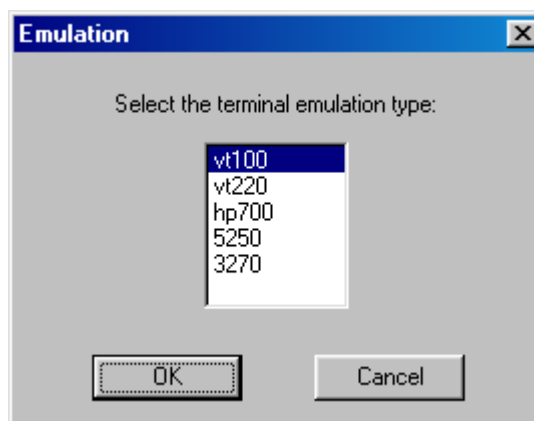 Emulation
Select the terminal emulation type:
vt100
vt220
hp700
5250
3270
OK Cancel